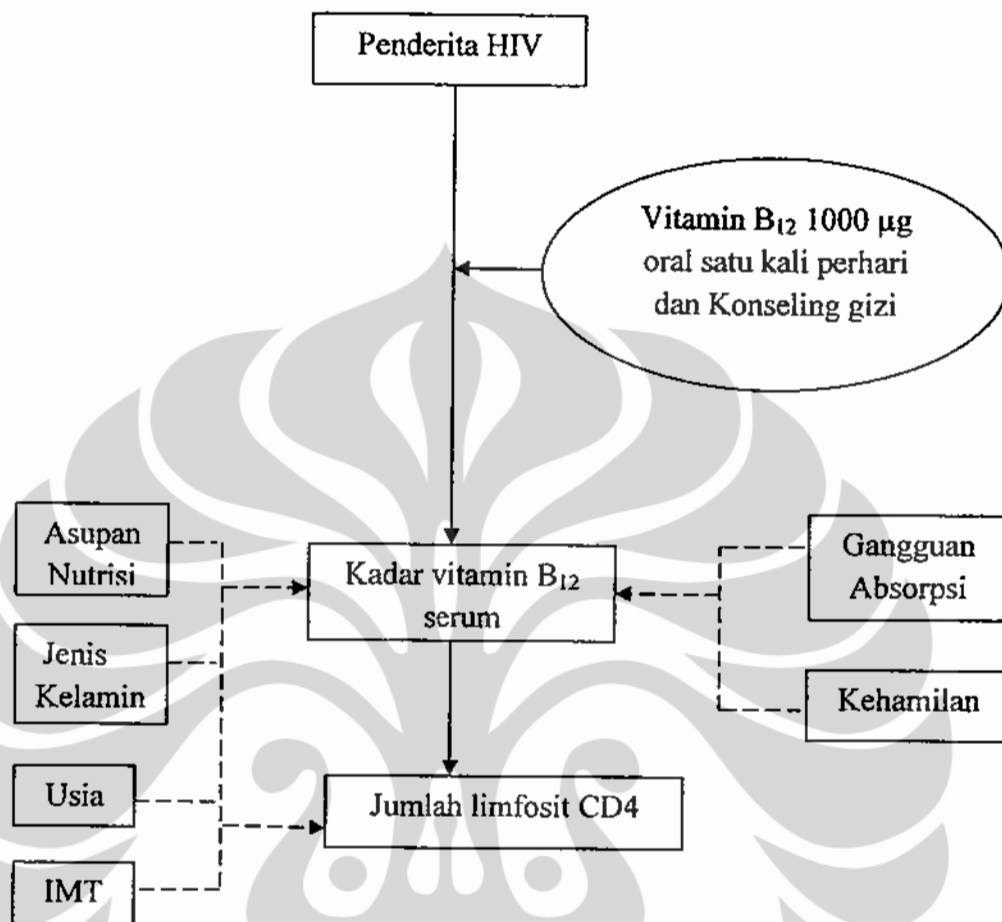 Penderita HIV
Vitamin B₁₂ 1000 µg
oral satu kali perhari
dan Konseling gizi
Asupan
Nutrisi
Jenis
Kelamin
Usia
IMT
Kadar vitamin B₁₂
serum
Jumlah limfosit CD4
Gangguan
Absorpsi
Kehamilan